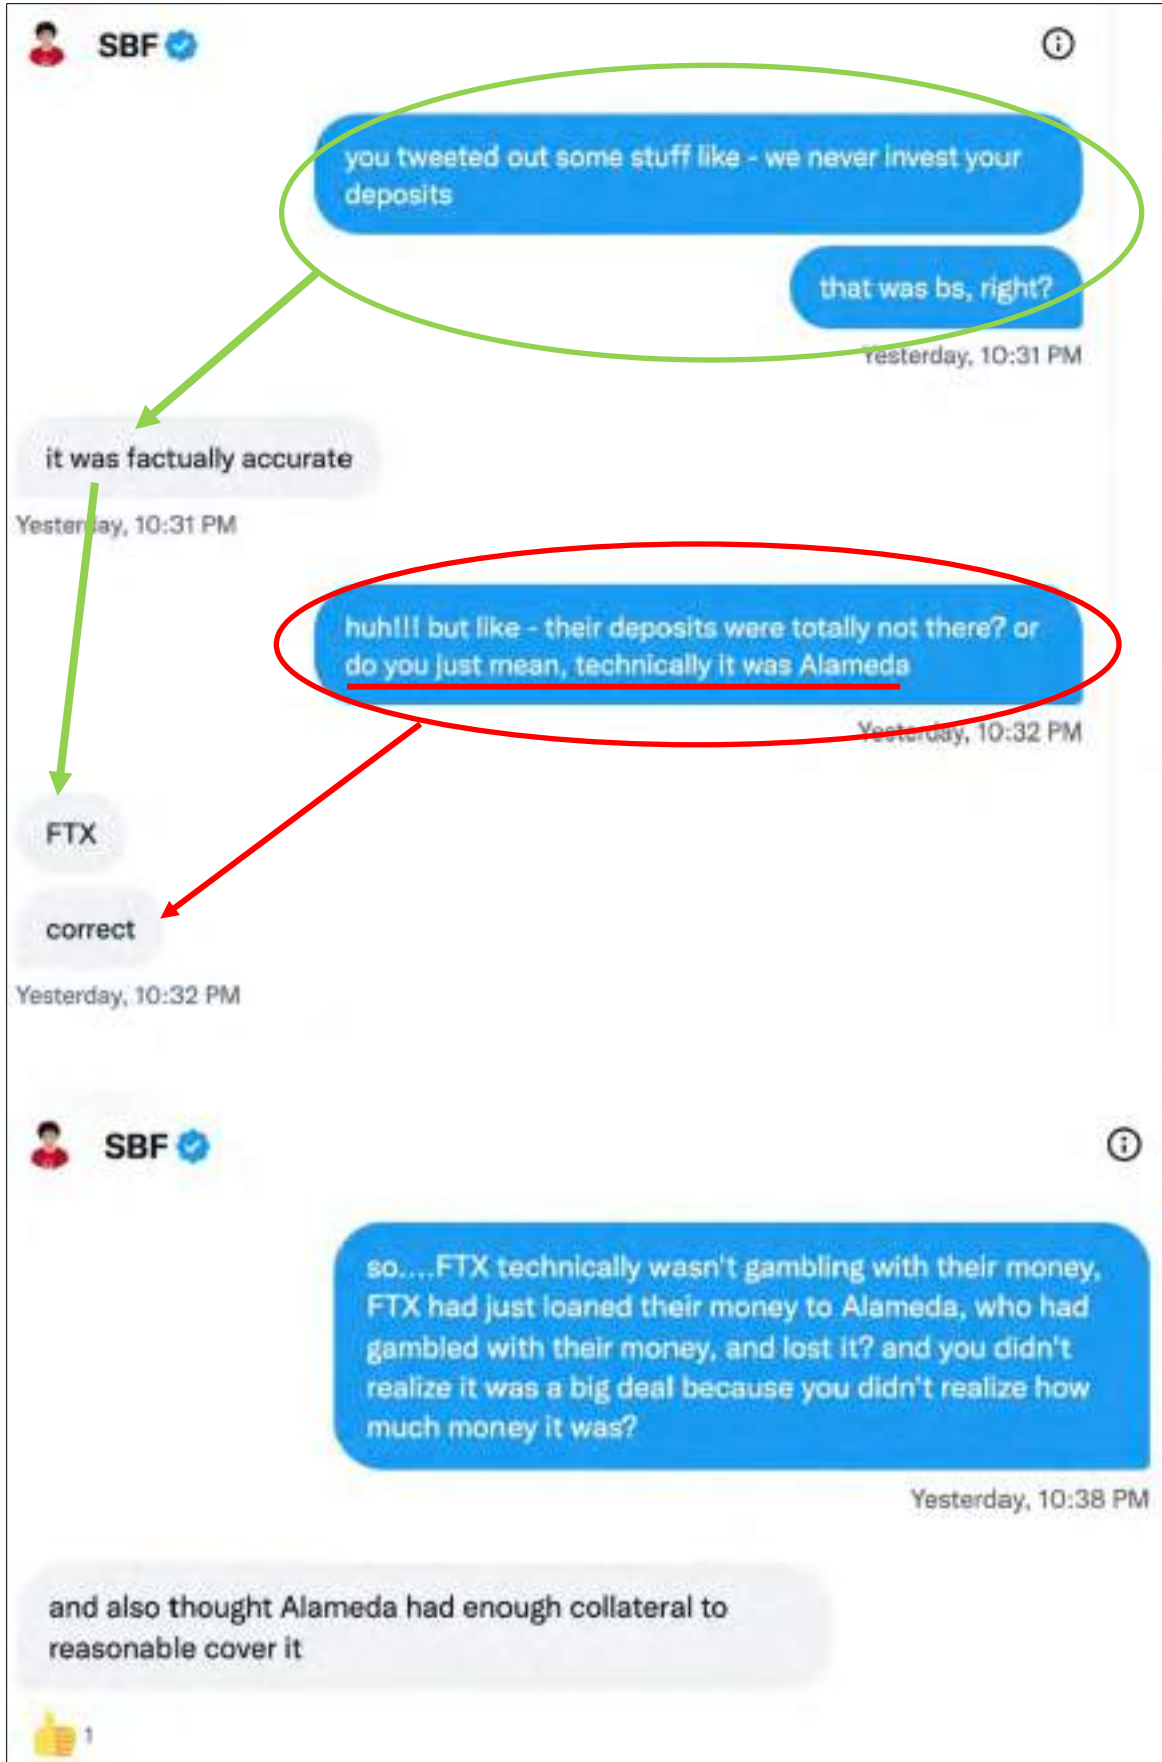 SBF
you tweeted out some stuff like - we never invest your
deposits
that was bs, right?
Yesterday, 10:31 PM
it was factually accurate
Yesterday, 10:31 PM
huh!!! but like - their deposits were totally not there? or
do you just mean, technically it was Alameda
Yesterday, 10:32 PM
FTX
correct
Yesterday, 10:32 PM
SBF
so....FTX technically wasn't gambling with their money,
FTX had just loaned their money to Alameda, who had
gambled with their money, and lost it? and you didn't
realize it was a big deal because you didn't realize how
much money it was?
Yesterday, 10:38 PM
and also thought Alameda had enough collateral to
reasonable cover it
1